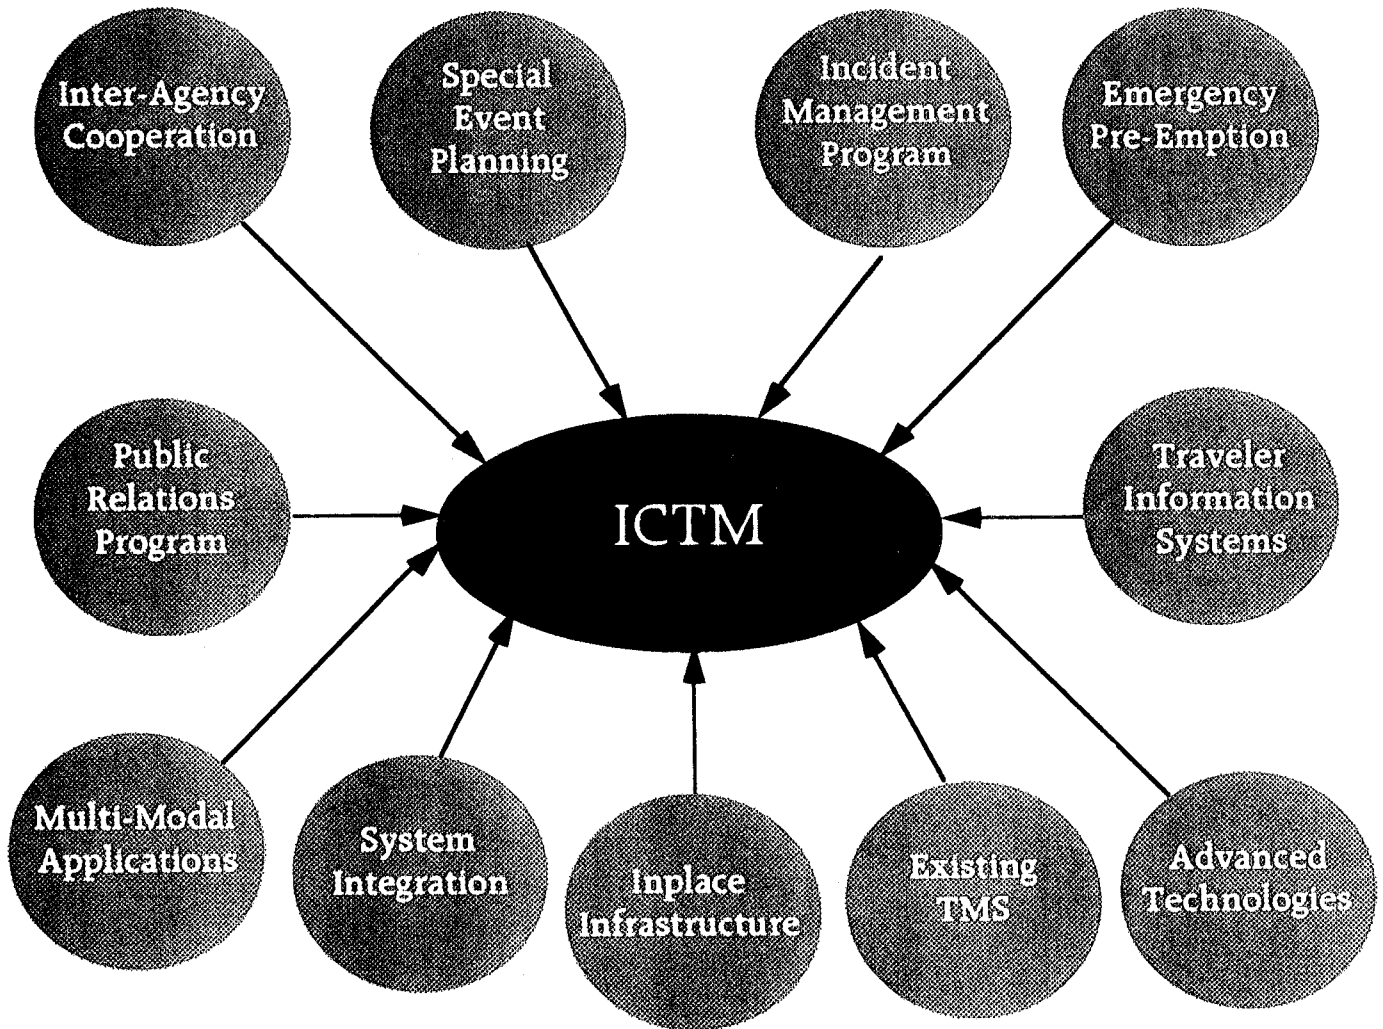 Inter-Agency
Cooperation
Special
Event
Planning
Incident
Management
Program
Emergency
Pre-Emption
Public
Relations
Program
ICTM
Traveler
Information
Systems
Multi-Modal
Applications
System
Integration
Inplace
Infrastructure
Existing
TMS
Advanced
Technologies